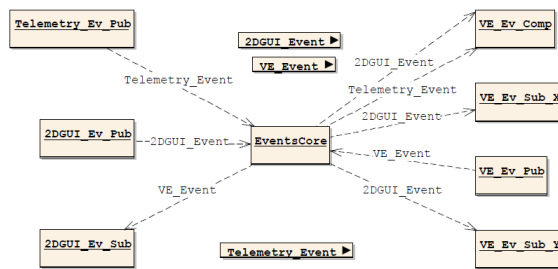 Telemetry_Ev_Pub
2DGUI_Event
VE_Event
VE_Ev_Comp
2DGUI_Event
Telemetry_Event
Telemetry_Event
VE_Ev_Sub_X
2DGUI_Event
2DGUI_Ev_Pub
2DGUI_Event
EventsCore
VE_Event
VE_Ev_Pub
VE_Event
2DGUI_Event
2DGUI_Ev_Sub
Telemetry_Event
VE_Ev_Sub_Y